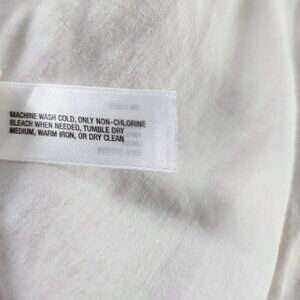 MACHINE WASH COLD, ONLY NON-CHLORINE
BLEACH WHEN NEEDED, TUMBLE DRY
MEDIUM, WARM IRON, OR DRY CLEAN